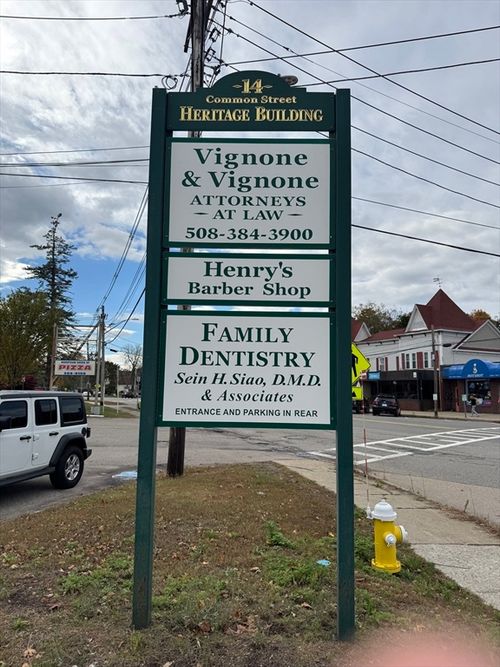 14
Common Street
HERITAGE BUILDING
Vignone
& Vignone
ATTORNEYS
– AT LAW –
508-384-3900
Henry's
Barber Shop
FAMILY
DENTISTRY
Sein H. Siao, D.M.D.
& Associates
ENTRANCE AND PARKING IN REAR
PIZZA